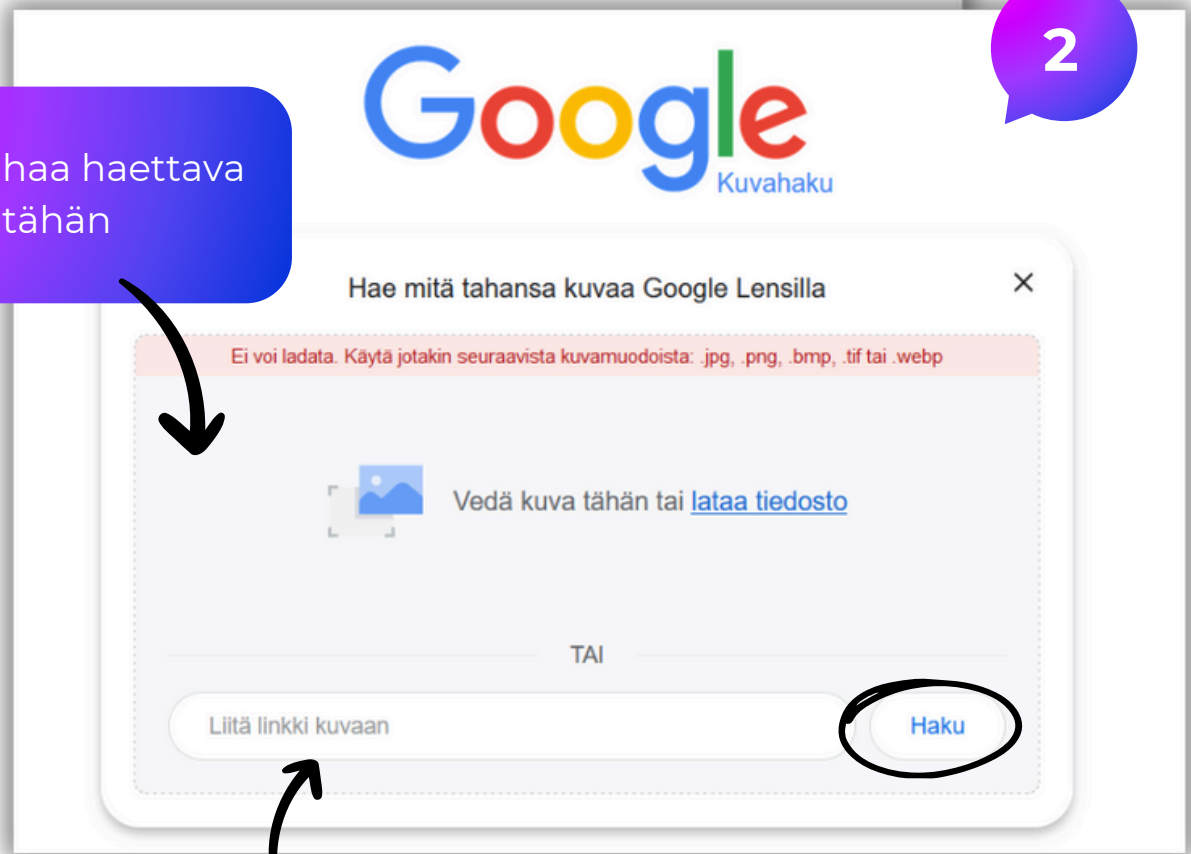 2
Google
Kuvahaku
haa haettava
tähän
Hae mitä tahansa kuvaa Google Lensilla
Ei voi ladata. Käytä jotakin seuraavista kuvamuodoista: .jpg, .png, .bmp, .tif tai .webp
Vedä kuva tähän tai lataa tiedosto
TAI
Liitä linkki kuvaan
Haku